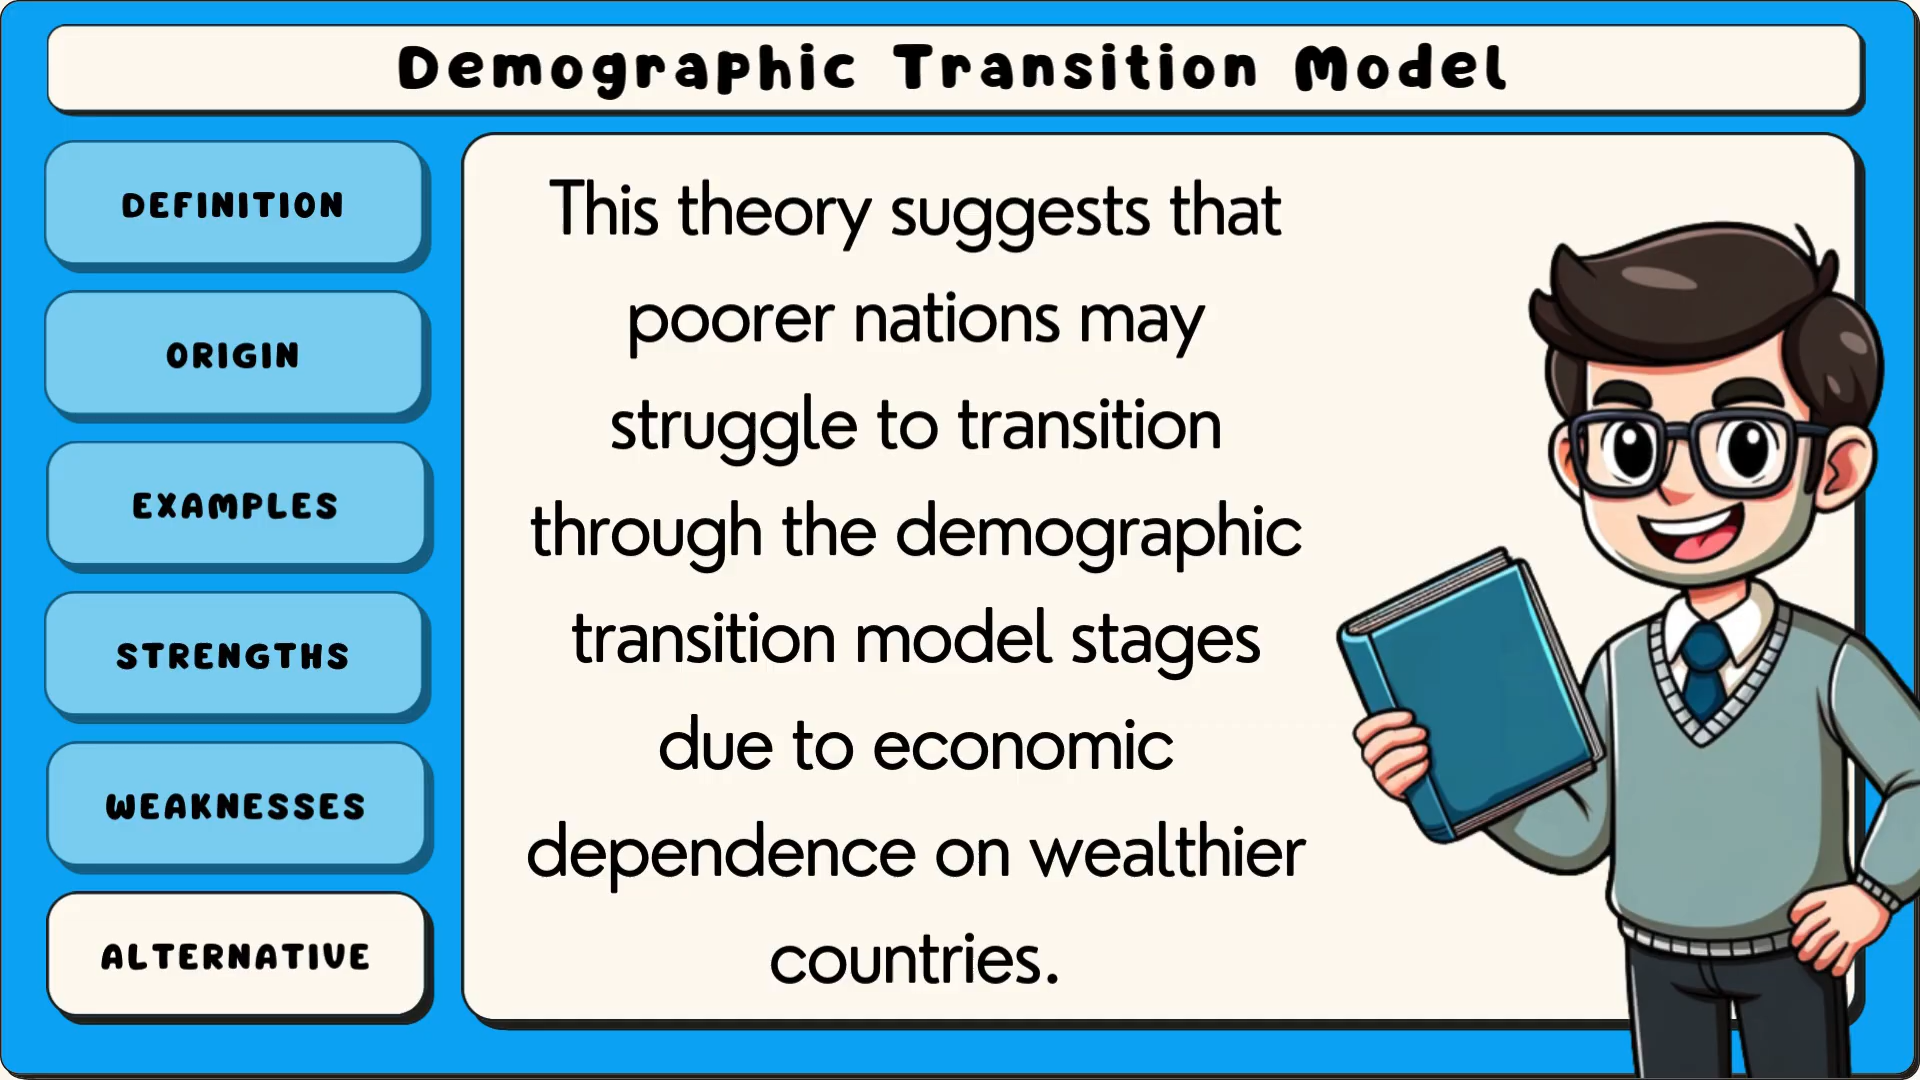 Demographic Transition Model
DEFINITION
ORIGIN
EXAMPLES
STRENGTHS
WEAKNESSES
ALTERNATIVE
This theory suggests that
poorer nations may
struggle to transition
through the demographic
transition model stages
due to economic
dependence on wealthier
countries.